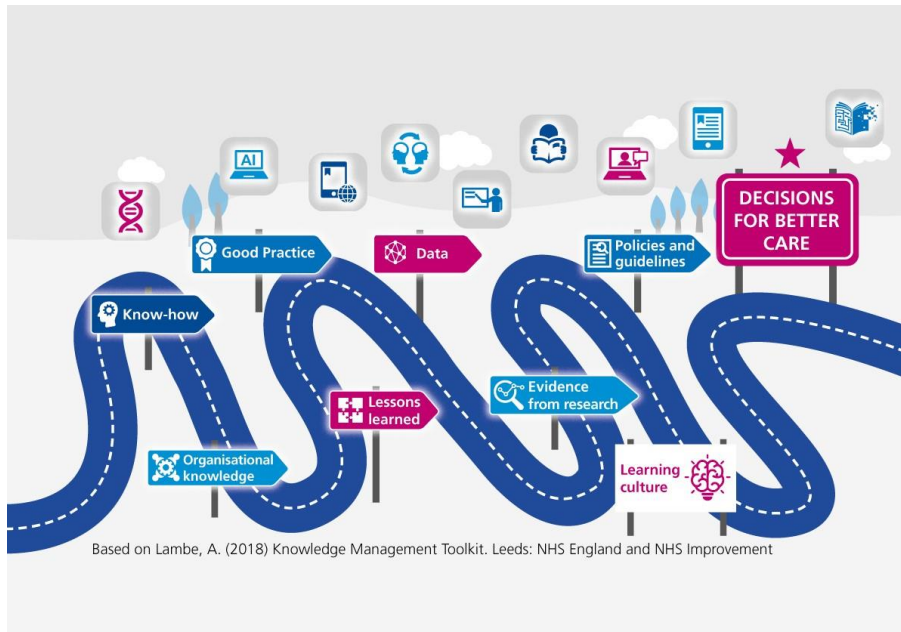 AI
DECISIONS
FOR BETTER
CARE
Good Practice
Data
Policies and
guidelines
Know-how
Lessons
learned
Evidence
from research
Organisational
knowledge
Learning
culture
Based on Lambe, A. (2018) Knowledge Management Toolkit. Leeds: NHS England and NHS Improvement